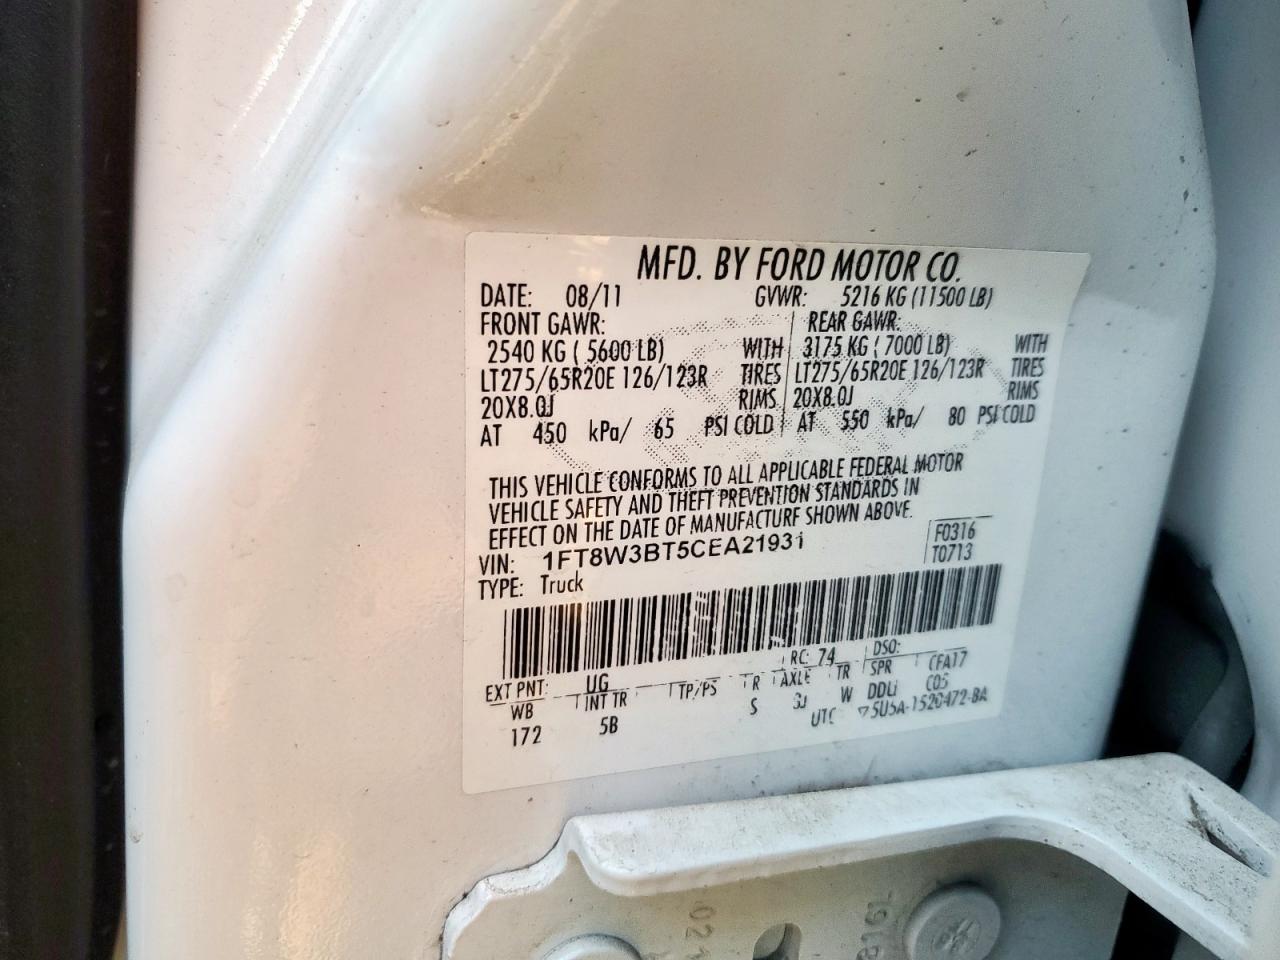 MFD. BY FORD MOTOR CO.
DATE: 08/11 GVWR: 5216 KG (11500 LB)
FRONT GAWR: REAR GAWR:
2540 KG ( 5600 LB) WITH 3175 KG ( 7000 LB) WITH
LT275/65R20E 126/123R TIRES LT275/65R20E 126/123R TIRES
20X8.0J RIMS 20X8.0J RIMS
AT 450 kPa/ 65 PSI COLD AT 550 kPa/ 80 PSI COLD
THIS VEHICLE CONFORMS TO ALL APPLICABLE FEDERAL MOTOR
VEHICLE SAFETY AND THEFT PREVENTION STANDARDS IN
EFFECT ON THE DATE OF MANUFACTURE SHOWN ABOVE.
VIN: 1FT8W3BT5CEA21931 F0316
TYPE: Truck T0713
EXT PNT: UG RC: 74 DSO:
WB INT TR TP/PS R AXLE TR SPR CFA17
172 5B S 3J W DDLI C05
UTC